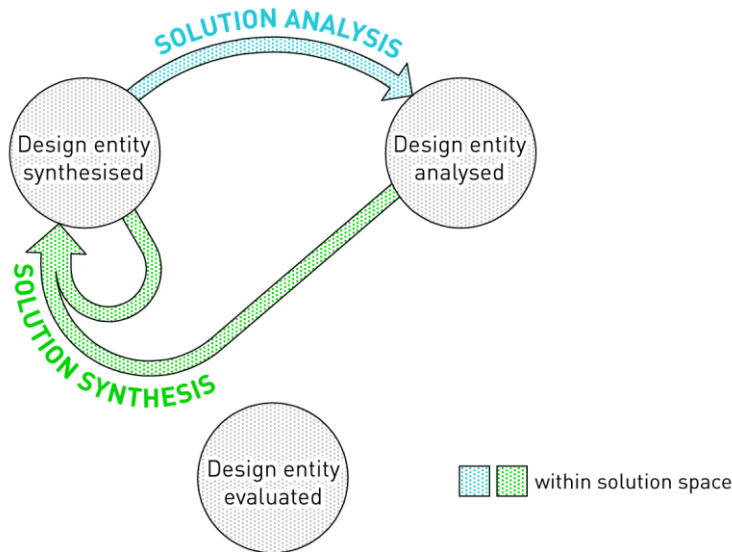 SOLUTION ANALYSIS
Design entity
synthesised
Design entity
analysed
SOLUTION SYNTHESIS
Design entity
evaluated
within solution space